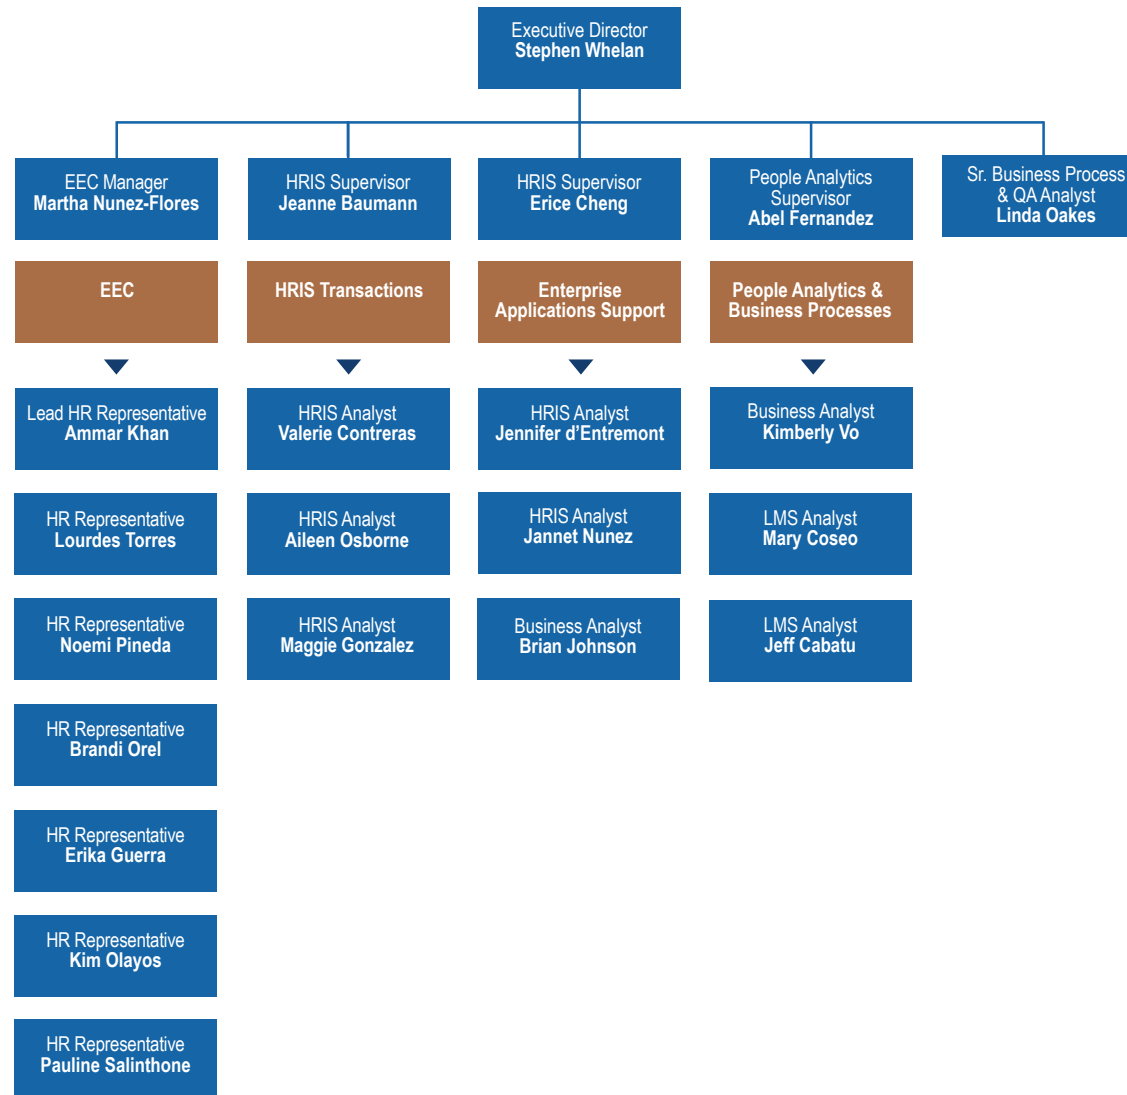 Executive Director
Stephen Whelan
EEC Manager
Martha Nunez-Flores
HRIS Supervisor
Jeanne Baumann
HRIS Supervisor
Erice Cheng
People Analytics
Supervisor
Abel Fernandez
Sr. Business Process
& QA Analyst
Linda Oakes
EEC
HRIS Transactions
Enterprise
Applications Support
People Analytics &
Business Processes
Lead HR Representative
Ammar Khan
HRIS Analyst
Valerie Contreras
HRIS Analyst
Jennifer d’Entremont
Business Analyst
Kimberly Vo
HR Representative
Lourdes Torres
HRIS Analyst
Aileen Osborne
HRIS Analyst
Jannet Nunez
LMS Analyst
Mary Coseo
HR Representative
Noemi Pineda
HRIS Analyst
Maggie Gonzalez
Business Analyst
Brian Johnson
LMS Analyst
Jeff Cabatu
HR Representative
Brandi Orel
HR Representative
Erika Guerra
HR Representative
Kim Olayos
HR Representative
Pauline Salinthone